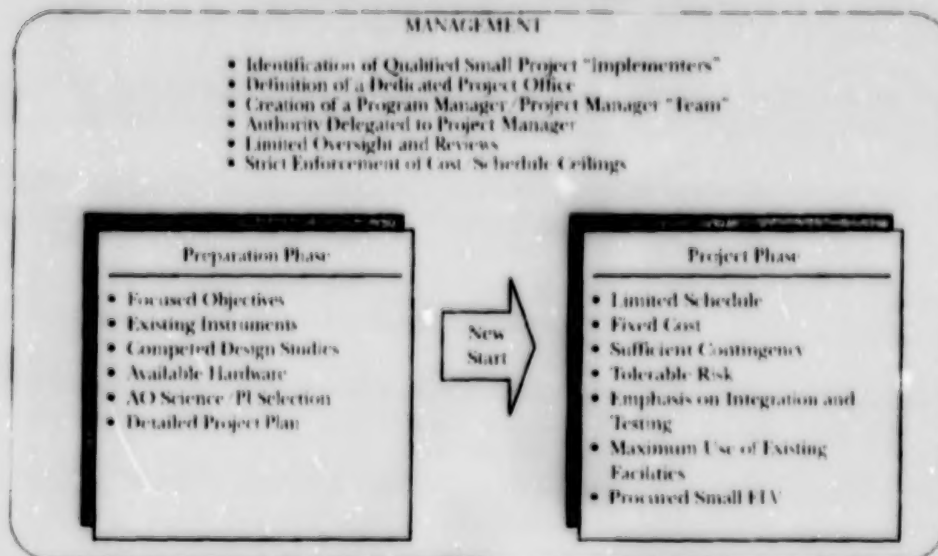 MANAGEMENT
• Identification of Qualified Small Project "Implementers"
• Definition of a Dedicated Project Office
• Creation of a Program Manager/Project Manager "Team"
• Authority Delegated to Project Manager
• Limited Oversight and Reviews
• Strict Enforcement of Cost/Schedule Ceilings
Preparation Phase
• Focused Objectives
• Existing Instruments
• Competed Design Studies
• Available Hardware
• AO Science/PI Selection
• Detailed Project Plan
New
Start
Project Phase
• Limited Schedule
• Fixed Cost
• Sufficient Contingency
• Tolerable Risk
• Emphasis on Integration and
Testing
• Maximum Use of Existing
Facilities
• Procured Small ELV